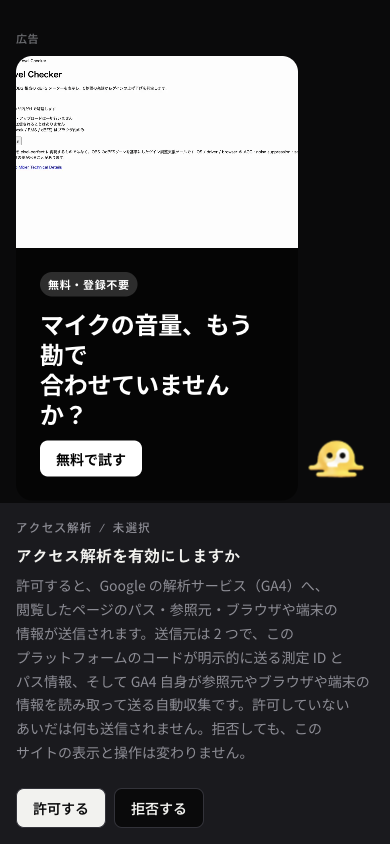 広告
vel Checker
vel Checker
Mixer Technical Details
無料・登録不要
マイクの音量、もう
勘で
合わせていません
か？
無料で試す
アクセス解析 / 未選択
アクセス解析を有効にしますか
許可すると、Google の解析サービス（GA4）へ、
閲覧したページのパス・参照元・ブラウザや端末の
情報が送信されます。送信元は 2 つで、この
プラットフォームのコードが明示的に送る測定 ID と
パス情報、そして GA4 自身が参照元やブラウザや端末の
情報を読み取って送る自動収集です。許可していない
あいだは何も送信されません。拒否しても、この
サイトの表示と操作は変わりません。
許可する
拒否する